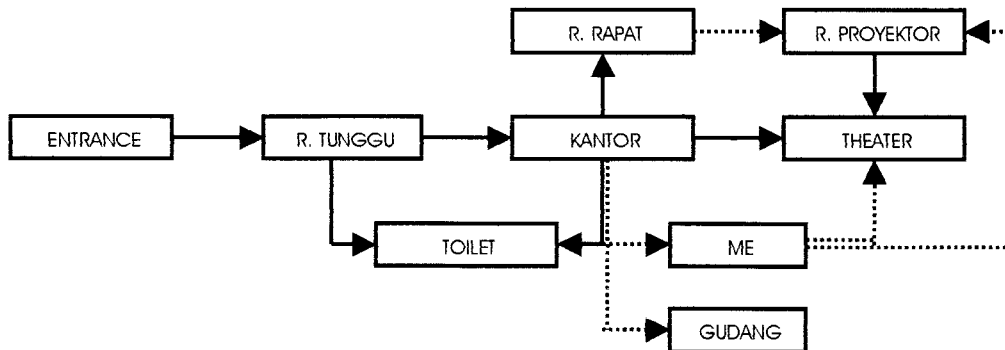 R. RAPAT
R. PROYEKTOR
ENTRANCE
R. TUNGGU
KANTOR
THEATER
TOILET
ME
GUDANG